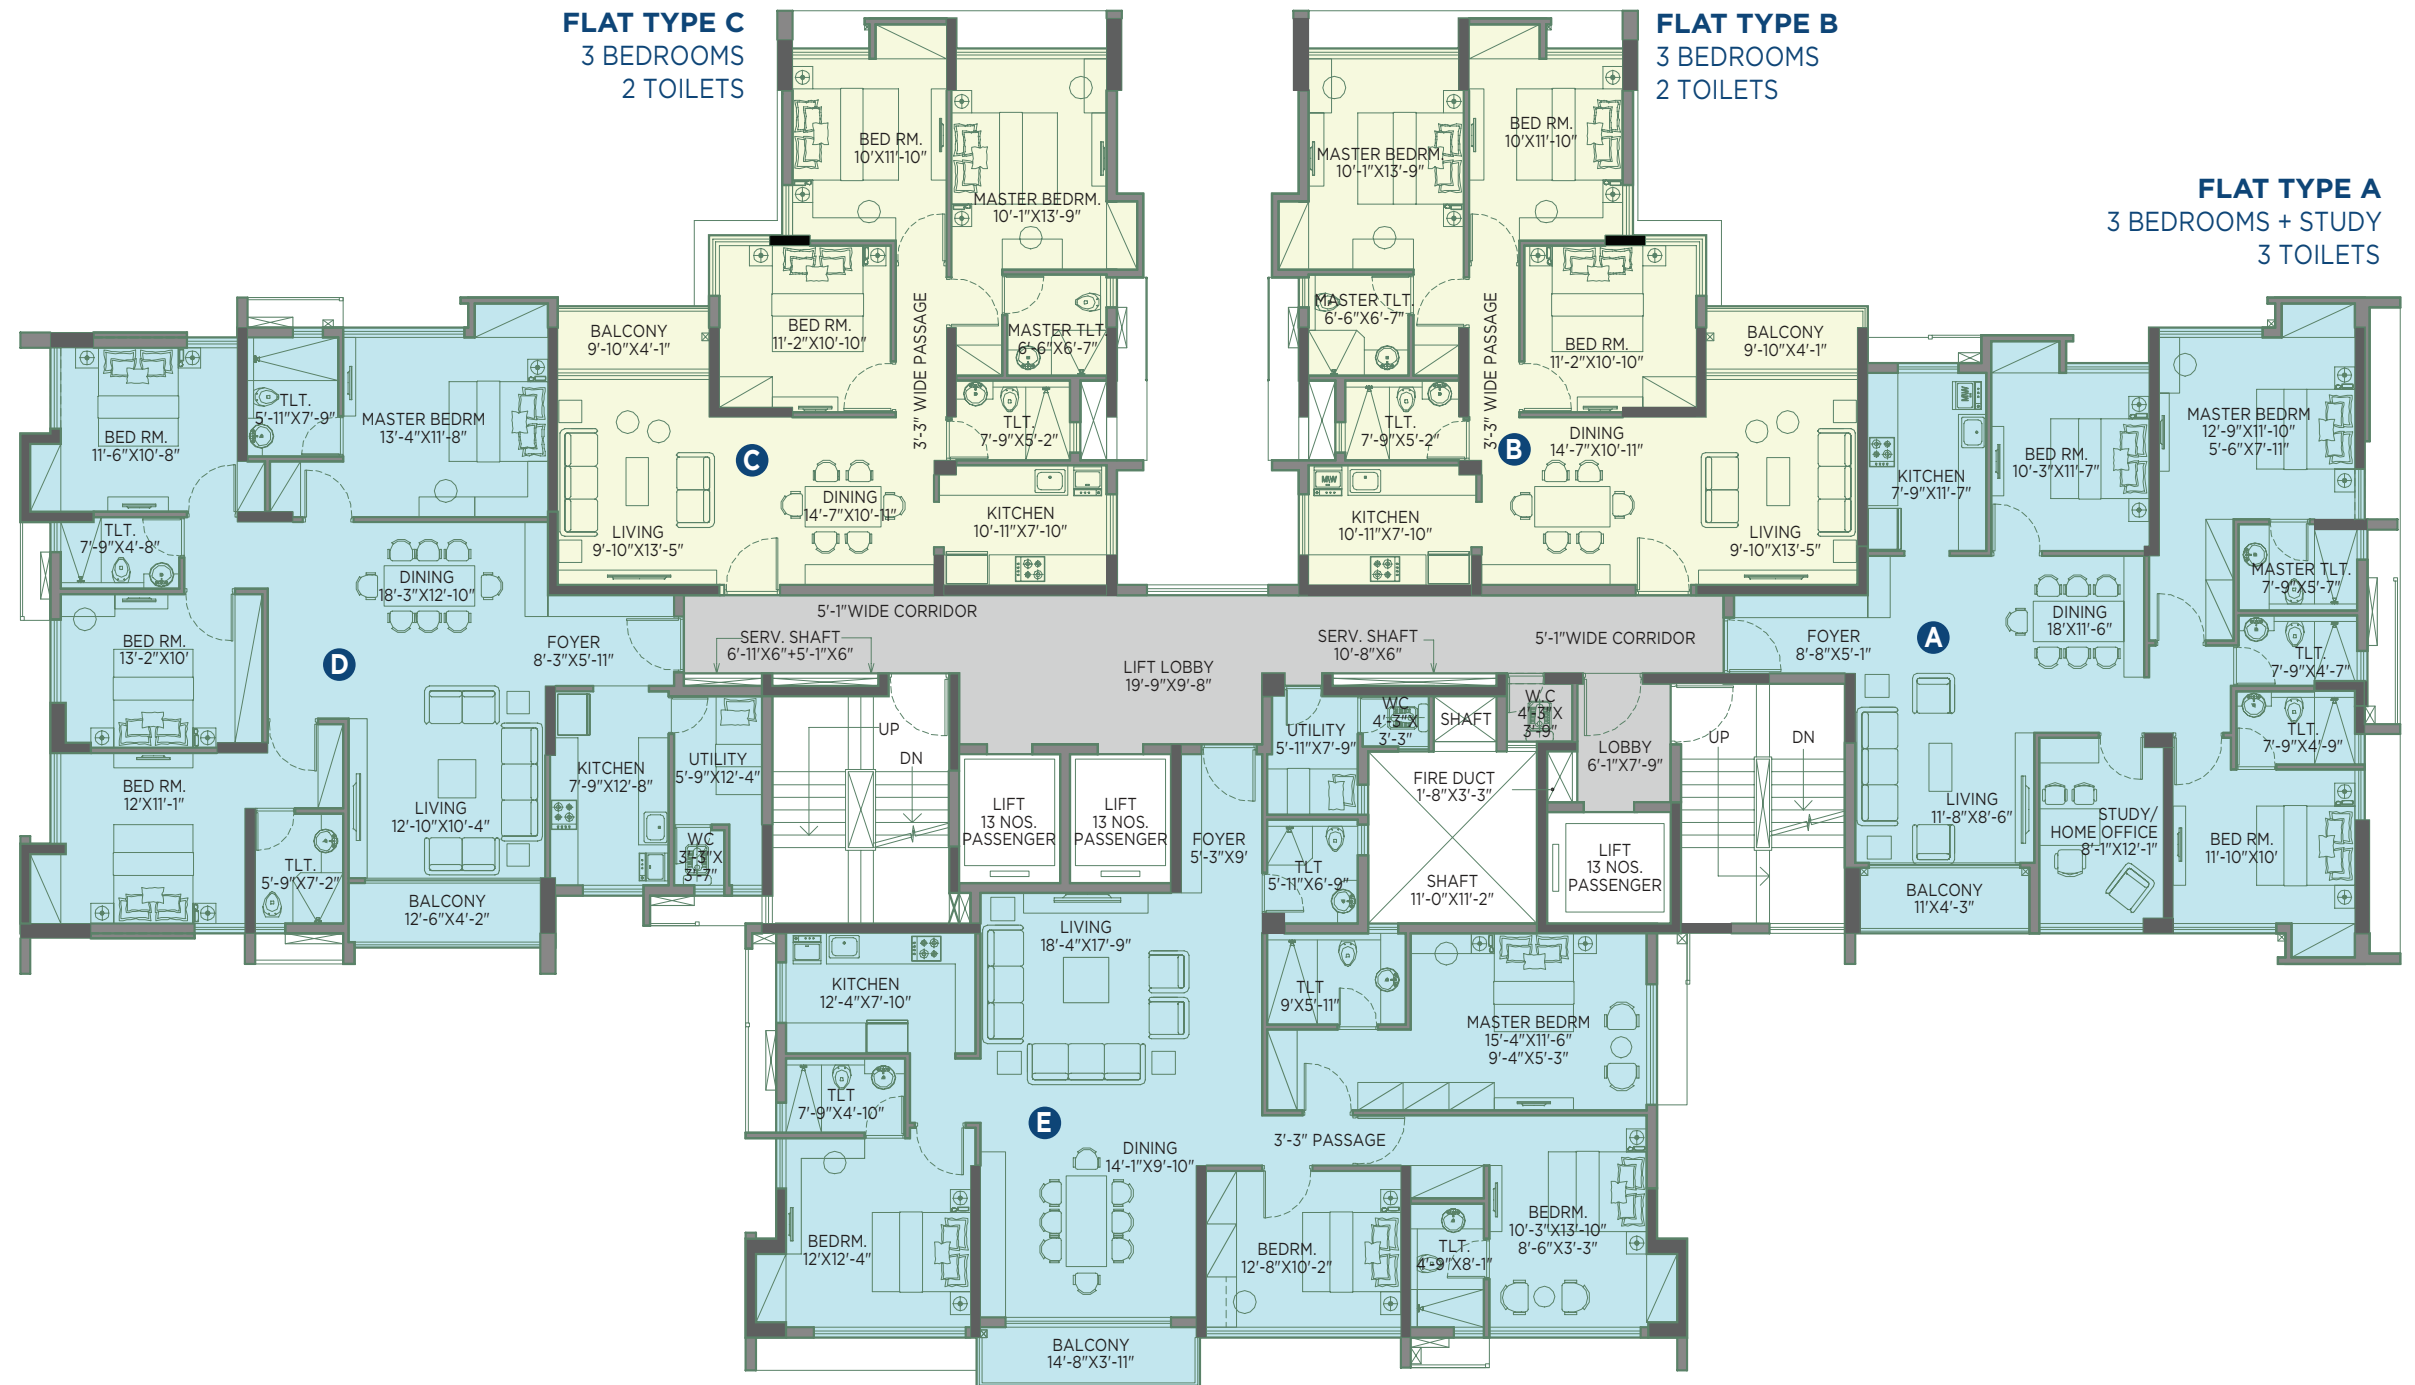 FLAT TYPE C
3 BEDROOMS
2 TOILETS
FLAT TYPE B
3 BEDROOMS
2 TOILETS
FLAT TYPE A
3 BEDROOMS + STUDY
3 TOILETS
BED RM.
10'X11'-10"
MASTER BEDRM.
10'-1"X13'-9"
BED RM.
11'-2"X10'-10"
3'-3" WIDE PASSAGE
MASTER TLT.
6'-6"X6'-7"
BALCONY
9'-10"X4'-1"
TLT.
7'-9"X5'-2"
C
DINING
14'-7"X10'-11"
LIVING
9'-10"X13'-5"
KITCHEN
10'-11"X7'-10"
MASTER BEDRM.
10'-1"X13'-9"
BED RM.
10'X11'-10"
MASTER TLT.
6'-6"X6'-7"
3'-3" WIDE PASSAGE
BED RM.
11'-2"X10'-10"
BALCONY
9'-10"X4'-1"
TLT.
7'-9"X5'-2"
B
DINING
14'-7"X10'-11"
M/W
KITCHEN
10'-11"X7'-10"
LIVING
9'-10"X13'-5"
M/W
KITCHEN
7'-9"X11'-7"
BED RM.
10'-3"X11'-7"
MASTER BEDRM
12'-9"X11'-10"
5'-6"X7'-11"
MASTER TLT.
7'-9"X5'-7"
DINING
18'X11'-6"
FOYER
8'-8"X5'-1"
A
TLT.
7'-9"X4'-7"
TLT.
7'-9"X4'-9"
LIVING
11'-8"X8'-6"
STUDY/
HOME OFFICE
8'-1"X12'-1"
BED RM.
11'-10"X10'
BALCONY
11'X4'-3"
BED RM.
11'-6"X10'-8"
TLT.
5'-11"X7'-9"
MASTER BEDRM
13'-4"X11'-8"
TLT.
7'-9"X4'-8"
DINING
18'-3"X12'-10"
BED RM.
13'-2"X10'
D
FOYER
8'-3"X5'-11"
BED RM.
12'X11'-1"
LIVING
12'-10"X10'-4"
KITCHEN
7'-9"X12'-8"
UTILITY
5'-9"X12'-4"
WC
3'-3"X
3'-7"
TLT.
5'-9"X7'-2"
BALCONY
12'-6"X4'-2"
5'-1"WIDE CORRIDOR
SERV. SHAFT
6'-11"X6"+5'-1"X6"
LIFT LOBBY
19'-9"X9'-8"
SERV. SHAFT
10'-8"X6"
5'-1"WIDE CORRIDOR
UP
DN
LIFT
13 NOS.
PASSENGER
LIFT
13 NOS.
PASSENGER
UTILITY
5'-11"X7'-9"
WC
4'-3"X
3'-3"
SHAFT
W.C
4'-3"X
3'-9"
LOBBY
6'-1"X7'-9"
FIRE DUCT
1'-8"X3'-3"
UP
DN
LIFT
13 NOS.
PASSENGER
FOYER
5'-3"X9'
TLT
5'-11"X6'-9"
SHAFT
11'-0"X11'-2"
LIVING
18'-4"X17'-9"
KITCHEN
12'-4"X7'-10"
TLT
9'X5'-11"
MASTER BEDRM
15'-4"X11'-6"
9'-4"X5'-3"
TLT
7'-9"X4'-10"
E
DINING
14'-1"X9'-10"
3'-3" PASSAGE
BEDRM.
12'X12'-4"
BEDRM.
12'-8"X10'-2"
TLT.
4'-9"X8'-1"
BEDRM.
10'-3"X13'-10"
8'-6"X3'-3"
BALCONY
14'-8"X3'-11"